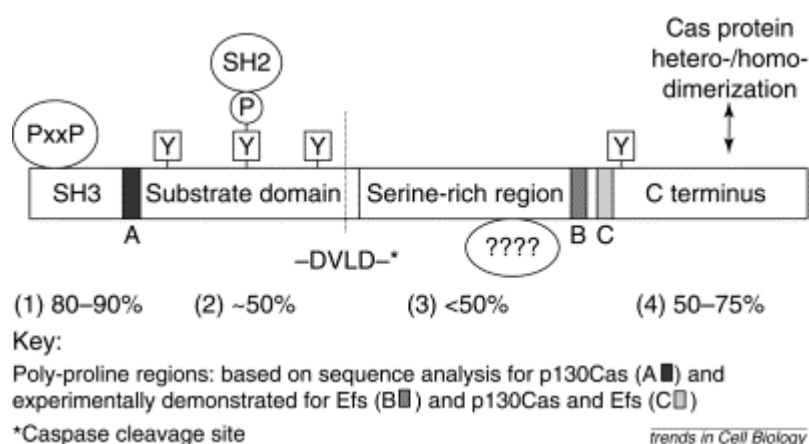 Cas protein
hetero-/homo-
dimerization
SH2
P
PxxP
Y Y Y Y
SH3 Substrate domain Serine-rich region C terminus
A B C
????
–DVLD–*
(1) 80–90% (2) ~50% (3) <50% (4) 50–75%
Key:
Poly-proline regions: based on sequence analysis for p130Cas (A) and
experimentally demonstrated for Efs (B) and p130Cas and Efs (C)
*Caspase cleavage site
trends in Cell Biology